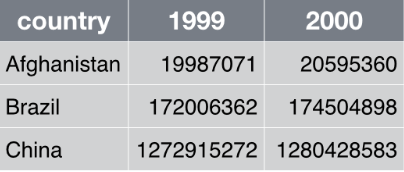 country 1999 2000
Afghanistan 19987071 20595360
Brazil 172006362 174504898
China 1272915272 1280428583